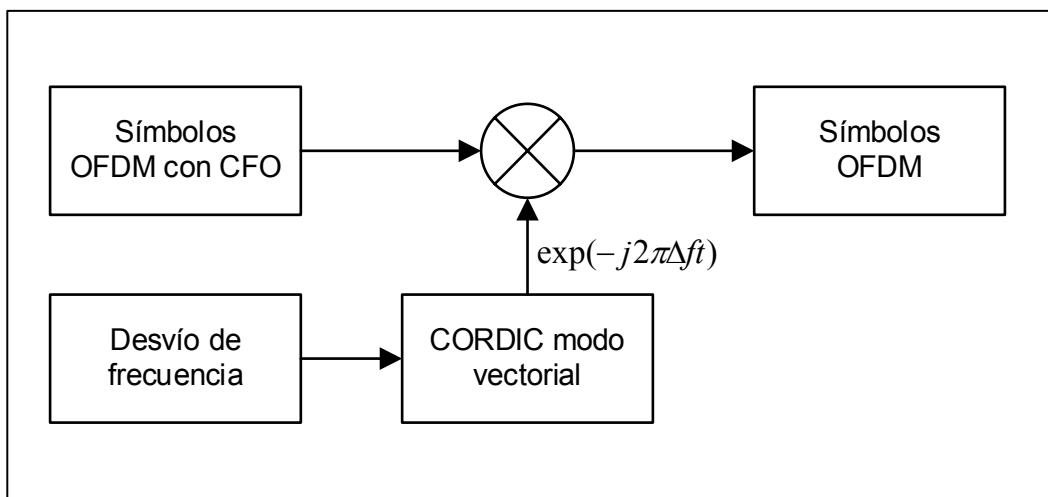 Símbolos
OFDM con CFO
Símbolos
OFDM
exp(−j2πΔft)
Desvío de
frecuencia
CORDIC modo
vectorial